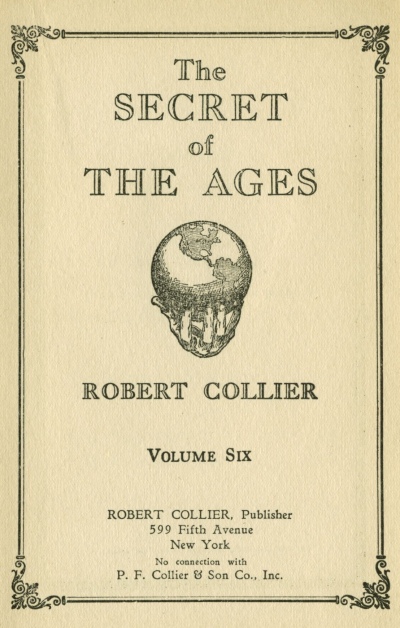 The
SECRET
of
THE AGES
ROBERT COLLIER
VOLUME SIX
ROBERT COLLIER, Publisher
599 Fifth Avenue
New York
No connection with
P. F. Collier & Son Co., Inc.